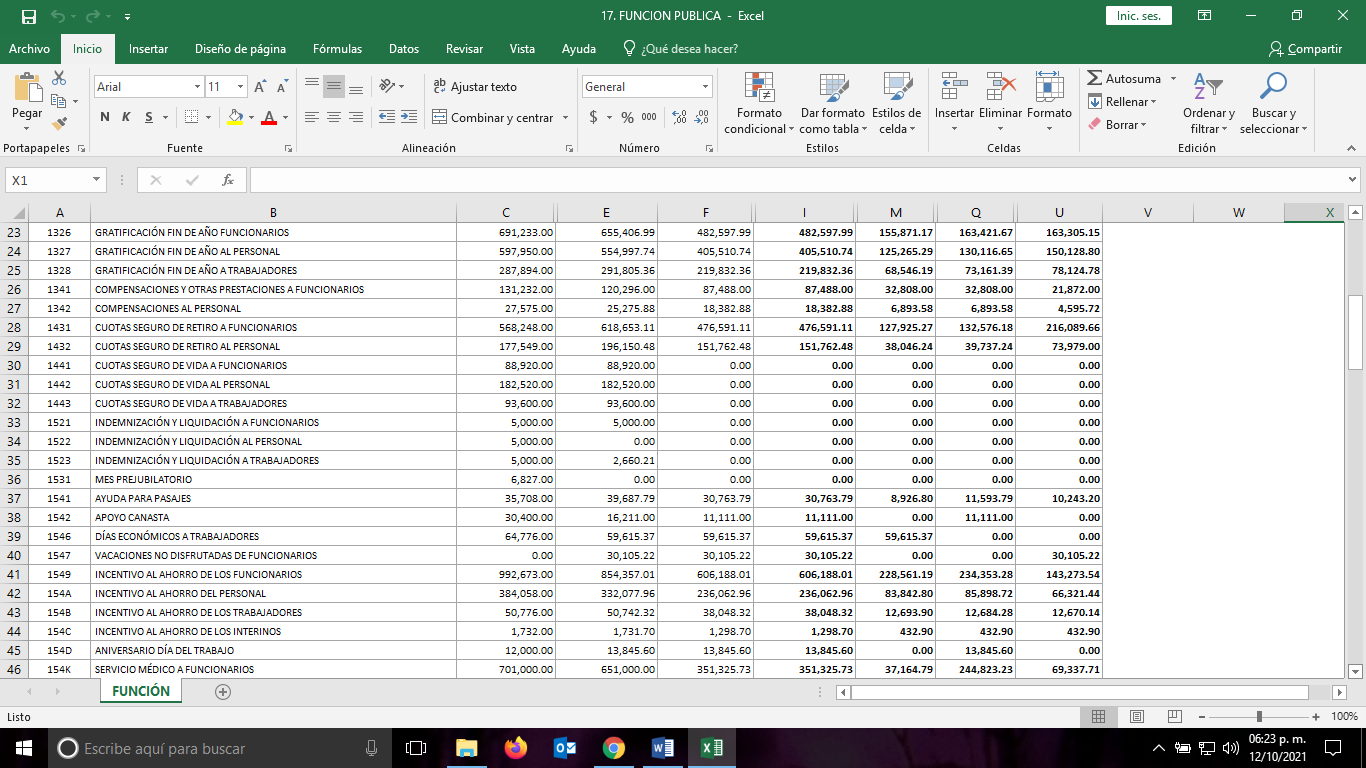 17. FUNCION PUBLICA - Excel
Inic. ses.
Archivo Inicio Insertar Diseño de página Fórmulas Datos Revisar Vista Ayuda ¿Qué desea hacer? Compartir
Pegar
Arial 11 A A
N K S A
ab Ajustar texto
Combinar y centrar
General
$ % 000
Formato condicional
Dar formato como tabla
Estilos de celda
Insertar Eliminar Formato
Autosuma
Rellenar
Borrar
Ordenar y filtrar
Buscar y seleccionar
Portapapeles Fuente Alineación Número Estilos Celdas Edición
X1 fx
A B C E F I M Q U V W X
23 1326 GRATIFICACIÓN FIN DE AÑO FUNCIONARIOS 691,233.00 655,406.99 482,597.99 482,597.99 155,871.17 163,421.67 163,305.15
24 1327 GRATIFICACIÓN FIN DE AÑO AL PERSONAL 597,950.00 554,997.74 405,510.74 405,510.74 125,265.29 130,116.65 150,128.80
25 1328 GRATIFICACIÓN FIN DE AÑO A TRABAJADORES 287,894.00 291,805.36 219,832.36 219,832.36 68,546.19 73,161.39 78,124.78
26 1341 COMPENSACIONES Y OTRAS PRESTACIONES A FUNCIONARIOS 131,232.00 120,296.00 87,488.00 87,488.00 32,808.00 32,808.00 21,872.00
27 1342 COMPENSACIONES AL PERSONAL 27,575.00 25,275.88 18,382.88 18,382.88 6,893.58 6,893.58 4,595.72
28 1431 CUOTAS SEGURO DE RETIRO A FUNCIONARIOS 568,248.00 618,653.11 476,591.11 476,591.11 127,925.27 132,576.18 216,089.66
29 1432 CUOTAS SEGURO DE RETIRO AL PERSONAL 177,549.00 196,150.48 151,762.48 151,762.48 38,046.24 39,737.24 73,979.00
30 1441 CUOTAS SEGURO DE VIDA A FUNCIONARIOS 88,920.00 88,920.00 0.00 0.00 0.00 0.00 0.00
31 1442 CUOTAS SEGURO DE VIDA AL PERSONAL 182,520.00 182,520.00 0.00 0.00 0.00 0.00 0.00
32 1443 CUOTAS SEGURO DE VIDA A TRABAJADORES 93,600.00 93,600.00 0.00 0.00 0.00 0.00 0.00
33 1521 INDEMNIZACIÓN Y LIQUIDACIÓN A FUNCIONARIOS 5,000.00 5,000.00 0.00 0.00 0.00 0.00 0.00
34 1522 INDEMNIZACIÓN Y LIQUIDACIÓN AL PERSONAL 5,000.00 0.00 0.00 0.00 0.00 0.00 0.00
35 1523 INDEMNIZACIÓN Y LIQUIDACIÓN A TRABAJADORES 5,000.00 2,660.21 0.00 0.00 0.00 0.00 0.00
36 1531 MES PREJUBILATORIO 6,827.00 0.00 0.00 0.00 0.00 0.00 0.00
37 1541 AYUDA PARA PASAJES 35,708.00 39,687.79 30,763.79 30,763.79 8,926.80 11,593.79 10,243.20
38 1542 APOYO CANASTA 30,400.00 16,211.00 11,111.00 11,111.00 0.00 11,111.00 0.00
39 1546 DÍAS ECONÓMICOS A TRABAJADORES 64,776.00 59,615.37 59,615.37 59,615.37 59,615.37 0.00 0.00
40 1547 VACACIONES NO DISFRUTADAS DE FUNCIONARIOS 0.00 30,105.22 30,105.22 30,105.22 0.00 0.00 30,105.22
41 1549 INCENTIVO AL AHORRO DE LOS FUNCIONARIOS 992,673.00 854,357.01 606,188.01 606,188.01 228,561.19 234,353.28 143,273.54
42 154A INCENTIVO AL AHORRO DEL PERSONAL 384,058.00 332,077.96 236,062.96 236,062.96 83,842.80 85,898.72 66,321.44
43 154B INCENTIVO AL AHORRO DE LOS TRABAJADORES 50,776.00 50,742.32 38,048.32 38,048.32 12,693.90 12,684.28 12,670.14
44 154C INCENTIVO AL AHORRO DE LOS INTERINOS 1,732.00 1,731.70 1,298.70 1,298.70 432.90 432.90 432.90
45 154D ANIVERSARIO DÍA DEL TRABAJO 12,000.00 13,845.60 13,845.60 13,845.60 0.00 13,845.60 0.00
46 154K SERVICIO MÉDICO A FUNCIONARIOS 701,000.00 651,000.00 351,325.73 351,325.73 37,164.79 244,823.23 69,337.71
FUNCIÓN
Listo 100%
Escribe aquí para buscar
06:23 p. m.
12/10/2021